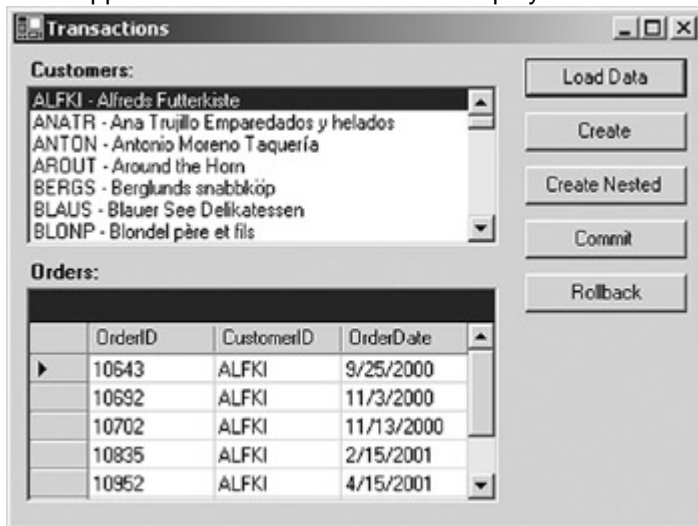 Transactions
Customers:
ALFKI - Alfreds Futterkiste
ANATR - Ana Trujillo Emparedados y helados
ANTON - Antonio Moreno Taquería
AROUT - Around the Horn
BERGS - Berglunds snabbköp
BLAUS - Blauer See Delikatessen
BLONP - Blondel père et fils
Load Data
Create
Create Nested
Commit
Rollback
Orders:
OrderID CustomerID OrderDate
10643 ALFKI 9/25/2000
10692 ALFKI 11/3/2000
10702 ALFKI 11/13/2000
10835 ALFKI 2/15/2001
10952 ALFKI 4/15/2001